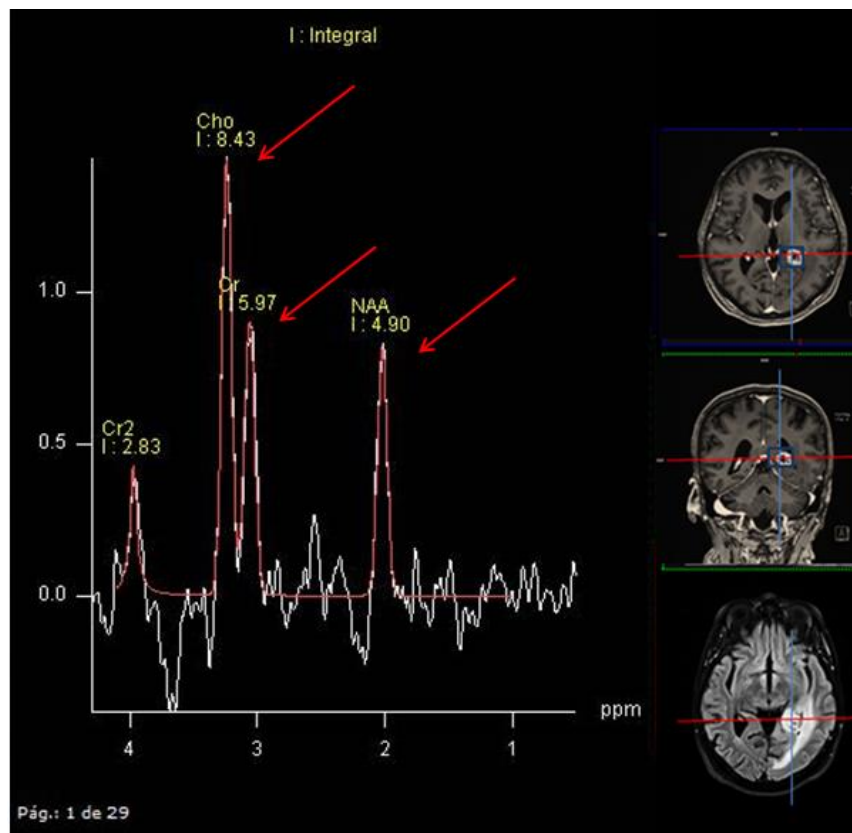 I : Integral
Cho
I : 8.43
Cr
I : 5.97
NAA
I : 4.90
Cr2
I : 2.83
1.0
0.5
0.0
4
3
2
1
ppm
Pág.: 1 de 29
A